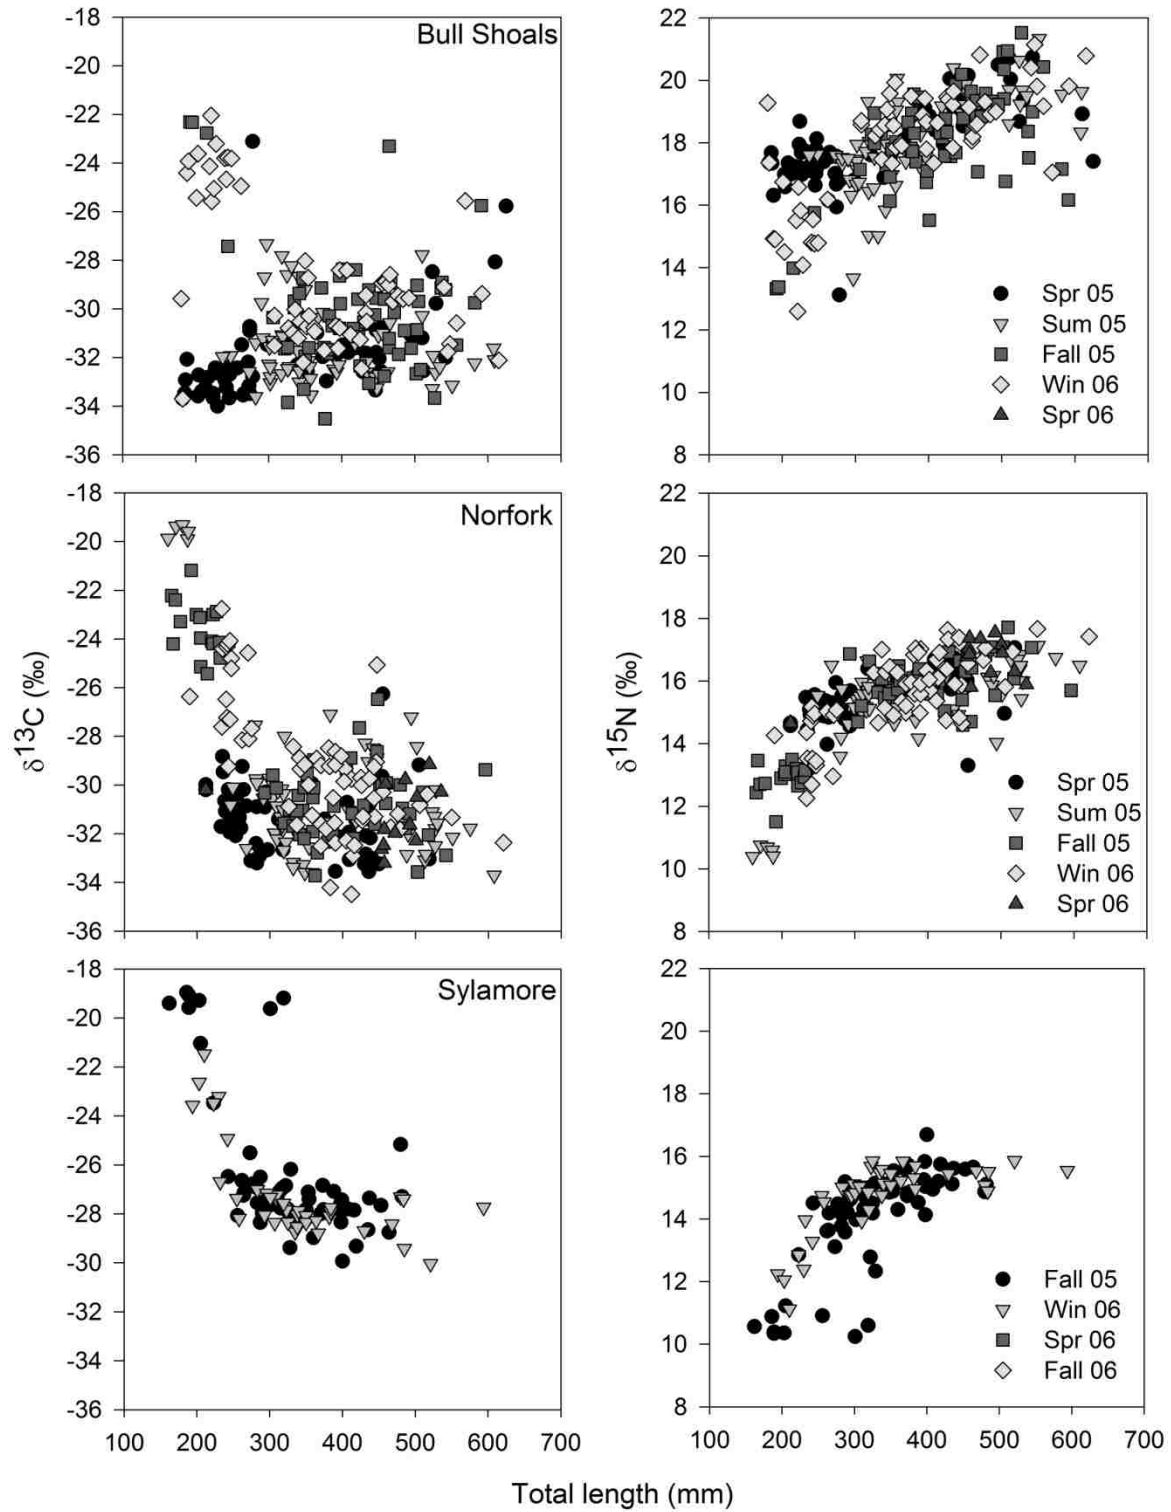 Bull Shoals
-18
-20
-22
-24
-26
-28
-30
-32
-34
-36
22
20
18
16
14
12
10
8
Spr 05
Sum 05
Fall 05
Win 06
Spr 06
Norfork
δ13C (‰)
-18
-20
-22
-24
-26
-28
-30
-32
-34
-36
δ15N (‰)
22
20
18
16
14
12
10
8
Spr 05
Sum 05
Fall 05
Win 06
Spr 06
Sylamore
-18
-20
-22
-24
-26
-28
-30
-32
-34
-36
100 200 300 400 500 600 700
22
20
18
16
14
12
10
8
Fall 05
Win 06
Spr 06
Fall 06
100 200 300 400 500 600 700
Total length (mm)